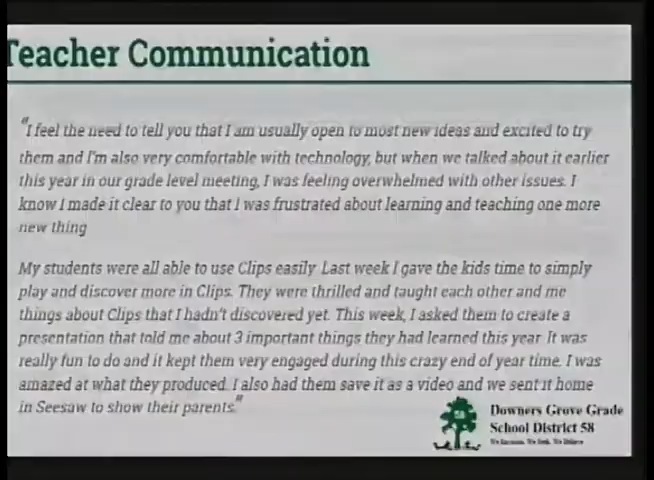 Teacher Communication
"I feel the need to tell you that I am usually open to most new ideas and excited to try
them and I'm also very comfortable with technology, but when we talked about it earlier
this year in our grade level meeting, I was feeling overwhelmed with other issues. I
know I made it clear to you that I was frustrated about learning and teaching one more
new thing
My students were all able to use Clips easily. Last week I gave the kids time to simply
play and discover more in Clips. They were thrilled and taught each other and me
things about Clips that I hadn't discovered yet. This week, I asked them to create a
presentation that told me about 3 important things they had learned this year. It was
really fun to do and it kept them very engaged during this crazy end of year time. I was
amazed at what they produced. I also had them save it as a video and we sent it home
in Seesaw to show their parents."
58
Downers Grove Grade
School District 58